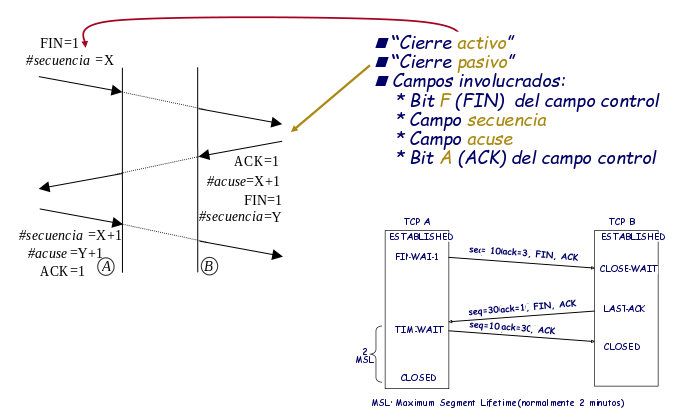 FIN=1
#secuencia =X
ACK=1
#acuse=X+1
FIN=1
#secuencia=Y
#secuencia =X+1
#acuse =Y+1
ACK=1
A
B
"Cierre activo"
"Cierre pasivo"
Campos involucrados:
* Bit F (FIN) del campo control
* Campo secuencia
* Campo acuse
* Bit A (ACK) del campo control
TCP A
TCP B
ESTABLISHED
ESTABLISHED
FIN-WAI-1
seq= 10 ack=3, FIN, ACK
CLOSE-WAIT
seq=30 ack=1, FIN, ACK
LAST-ACK
TIM-WAIT
seq=10 ack=30, ACK
CLOSED
2
MSL
CLOSED
MSL: Maximum Segment Lifetime(normalmente 2 minutos)